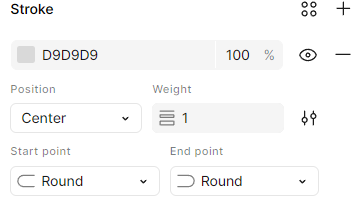 Stroke
D9D9D9 100 %
Position Weight
Center 1
Start point End point
Round Round